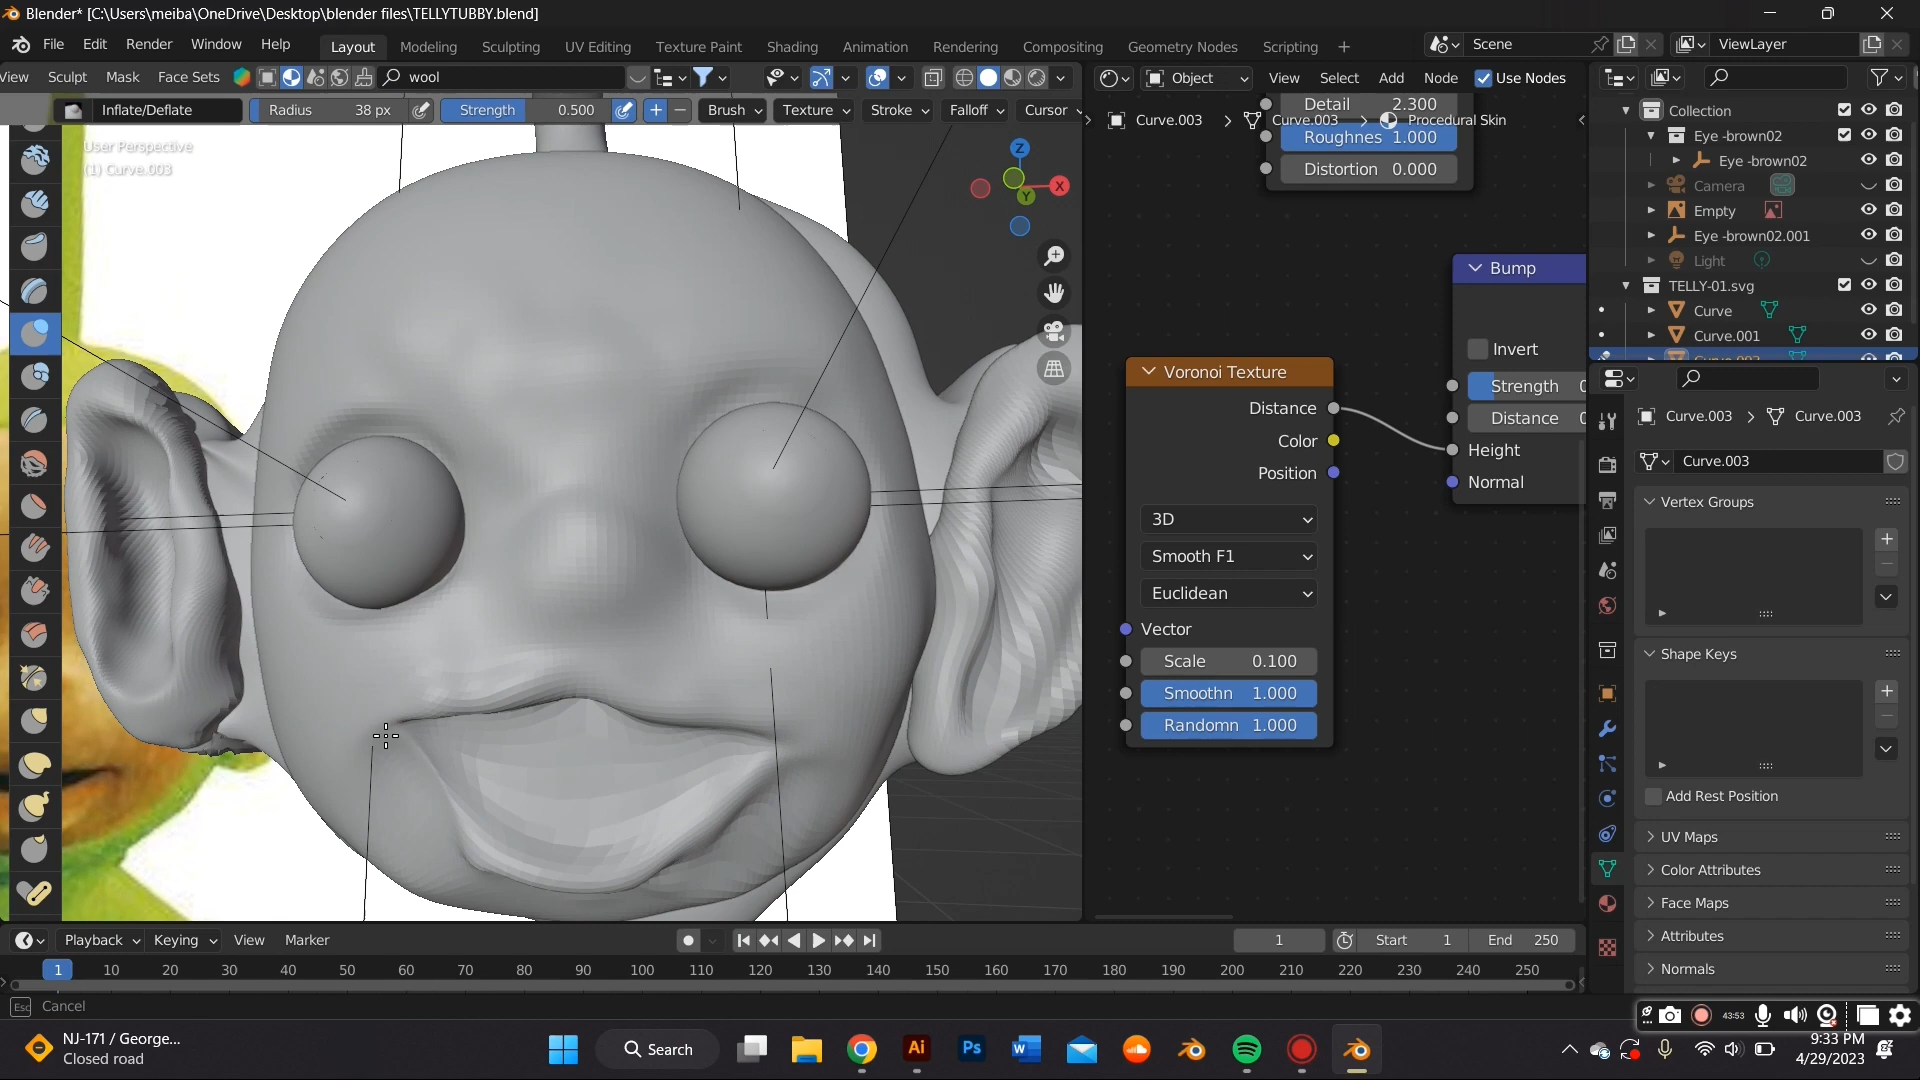 Blender* [C:\Users\meiba\OneDrive\Desktop\blender files\TELLYTUBBY.blend]
File Edit Render Window Help Layout Modeling Sculpting UV Editing Texture Paint Shading Animation Rendering Compositing Geometry Nodes Scripting + Scene ViewLayer
View Sculpt Mask Face Sets wool Object View Select Add Node Use Nodes
Inflate/Deflate Radius 38 px Strength 0.500 Brush Texture Stroke Falloff Cursor
User Perspective
(1) Curve.003
Z
X
Y
Curve.003 > Curve.003 > Procedural Skin
Detail 2.300
Roughnes 1.000
Distortion 0.000
Bump
Invert
Strength 0
Distance 0
Height
Normal
Voronoi Texture
Distance
Color
Position
3D
Smooth F1
Euclidean
Vector
Scale 0.100
Smoothn 1.000
Randomn 1.000
Collection
Eye -brown02
Eye -brown02
Camera
Empty
Eye -brown02.001
Light
TELLY-01.svg
Curve
Curve.001
Curve.003 > Curve.003
Curve.003
Vertex Groups
Shape Keys
Add Rest Position
UV Maps
Color Attributes
Face Maps
Attributes
Normals
Playback Keying View Marker 1 Start 1 End 250
1 10 20 30 40 50 60 70 80 90 100 110 120 130 140 150 160 170 180 190 200 210 220 230 240 250
Esc Cancel
43:53
NJ-171 / George...
Closed road
Search
Ai
Ps
W
9:33 PM
4/29/2023